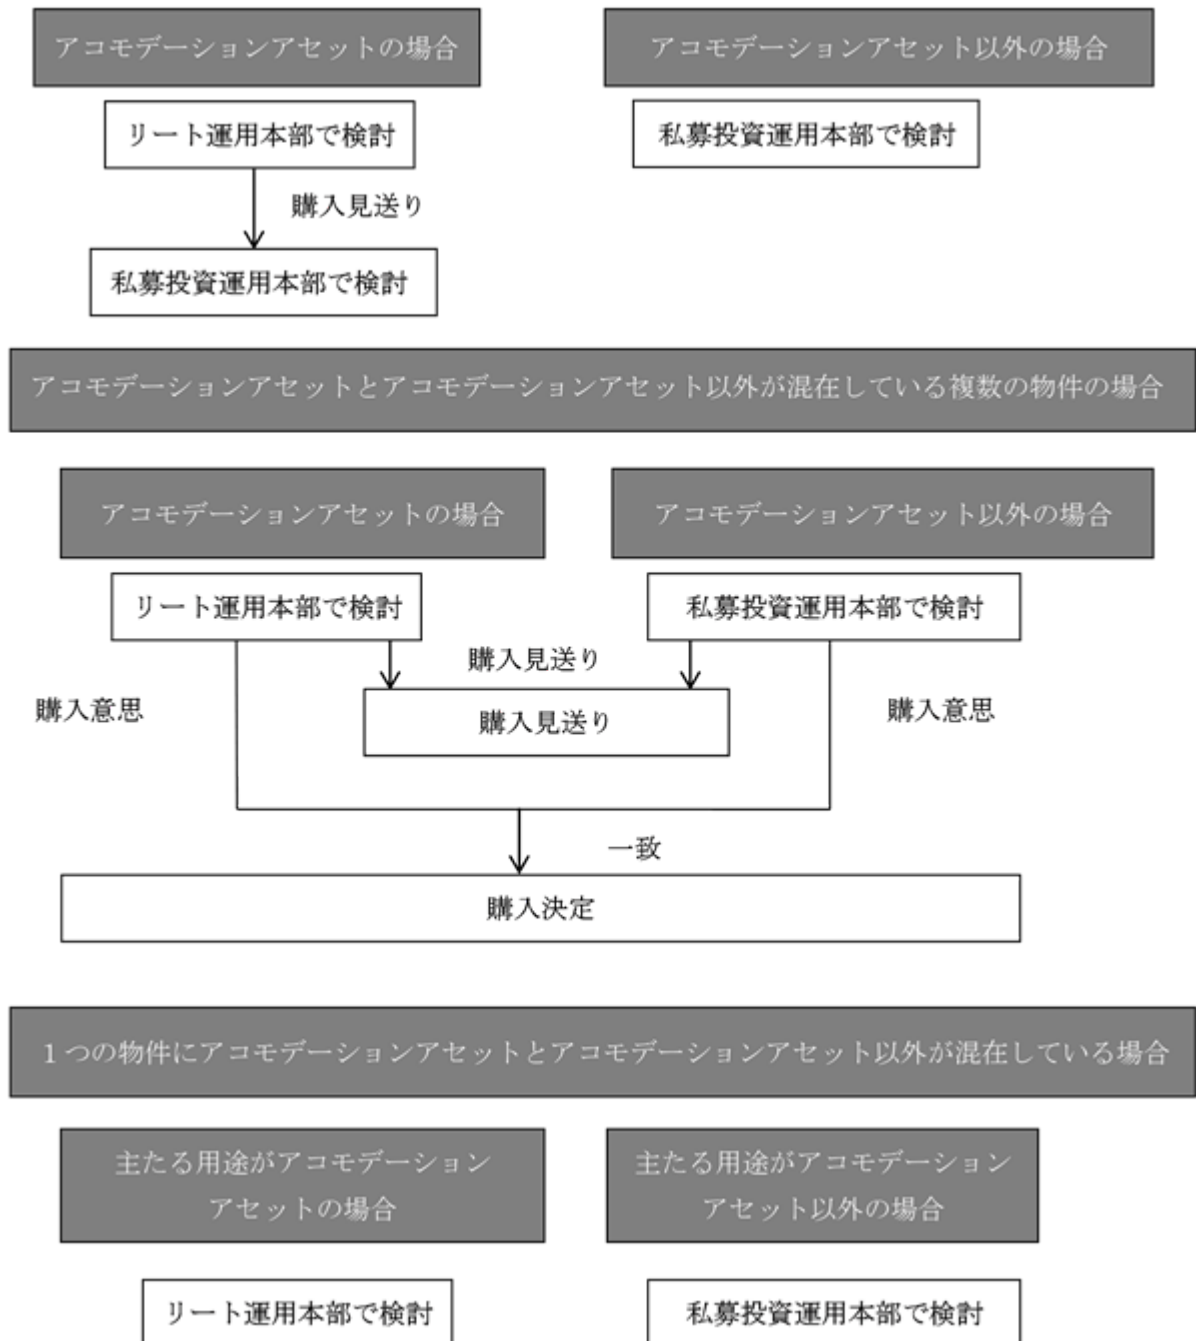 アコモデーションアセットの場合
アコモデーションアセット以外の場合
リート運用本部で検討
私募投資運用本部で検討
購入見送り
私募投資運用本部で検討
アコモデーションアセットとアコモデーションアセット以外が混在している複数の物件の場合
アコモデーションアセットの場合
アコモデーションアセット以外の場合
リート運用本部で検討
私募投資運用本部で検討
購入見送り
購入意思
購入見送り
購入意思
一致
購入決定
１つの物件にアコモデーションアセットとアコモデーションアセット以外が混在している場合
主たる用途がアコモデーション
アセットの場合
主たる用途がアコモデーション
アセット以外の場合
リート運用本部で検討
私募投資運用本部で検討